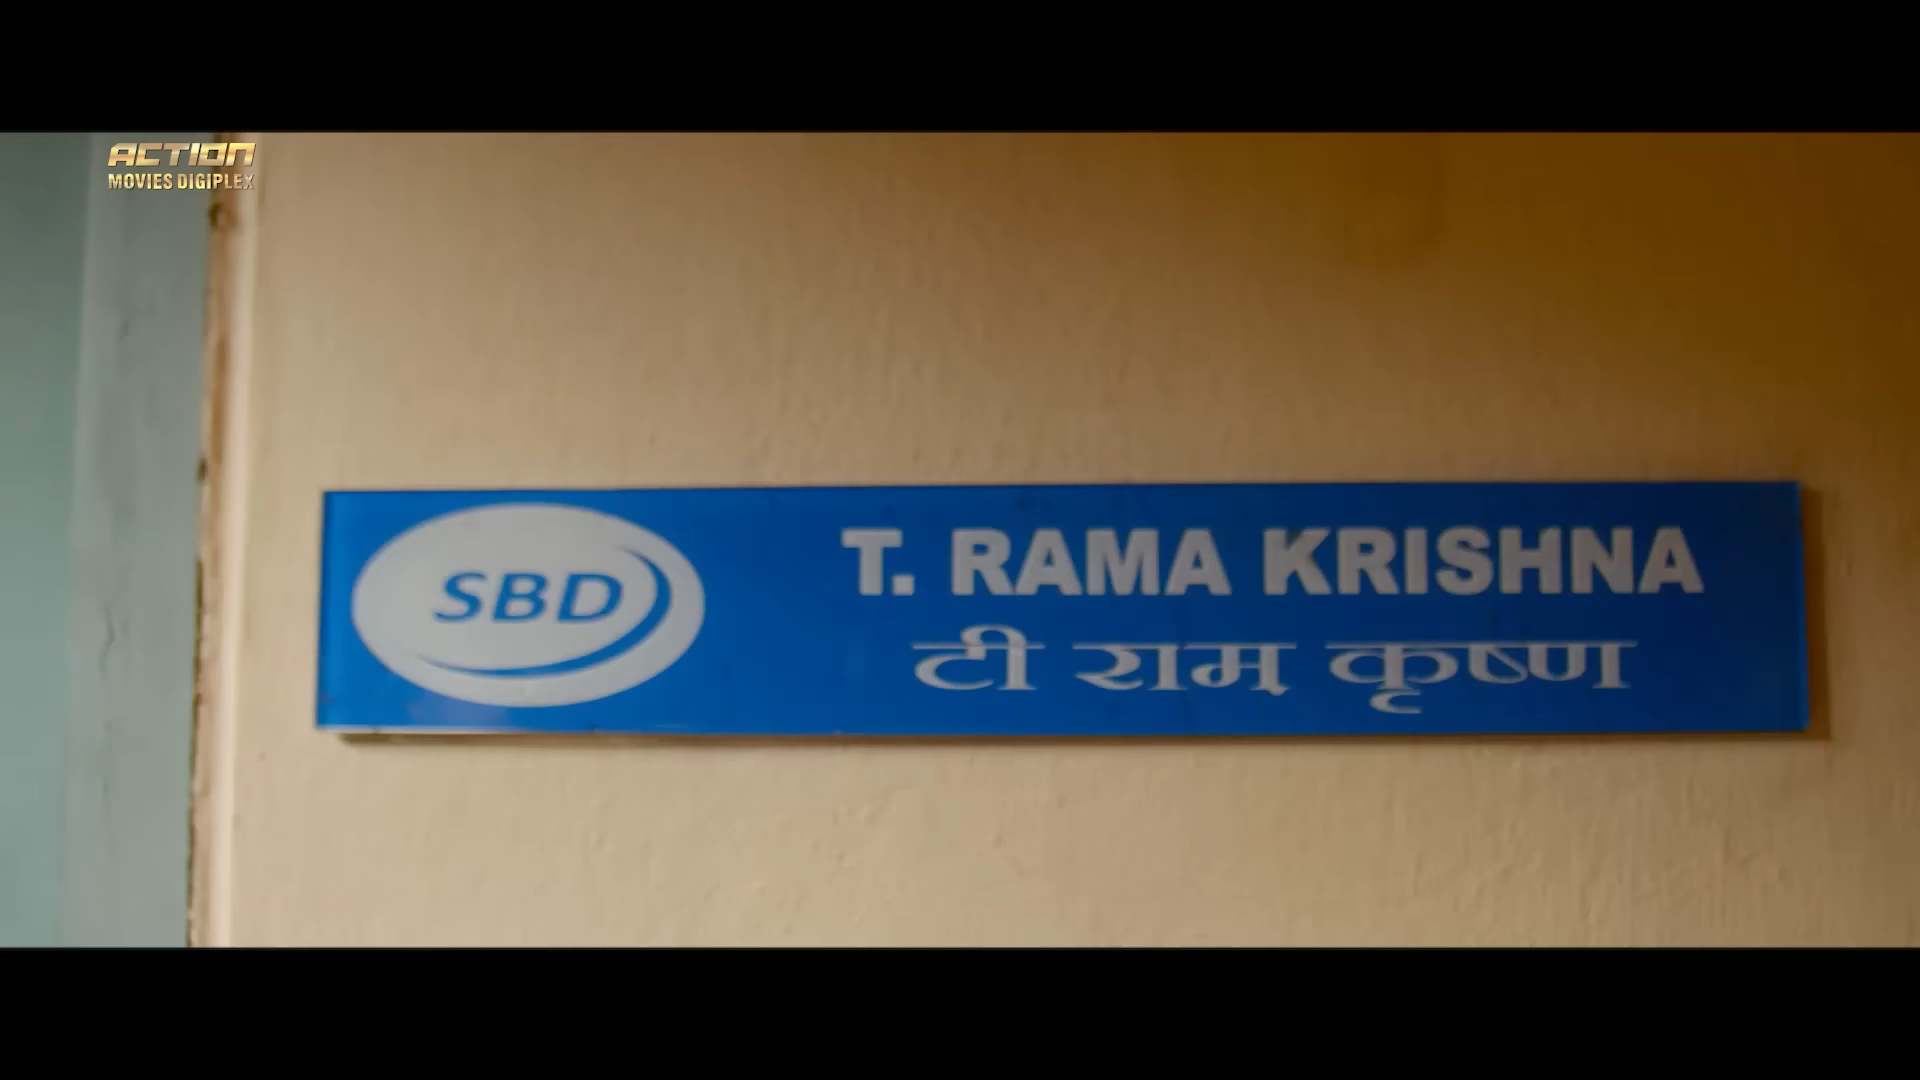 ACTION
MOVIES DIGIPLEX
SBD
T. RAMA KRISHNA
टी राम कृष्ण